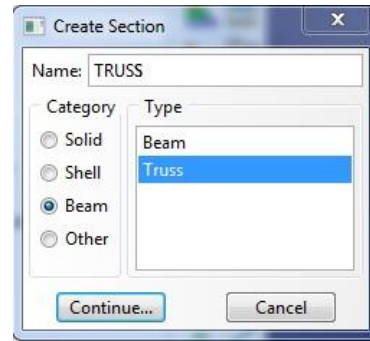 Create Section
X
Name: TRUSS
Category
Type
Solid
Shell
Beam
Other
Beam
Truss
Continue...
Cancel